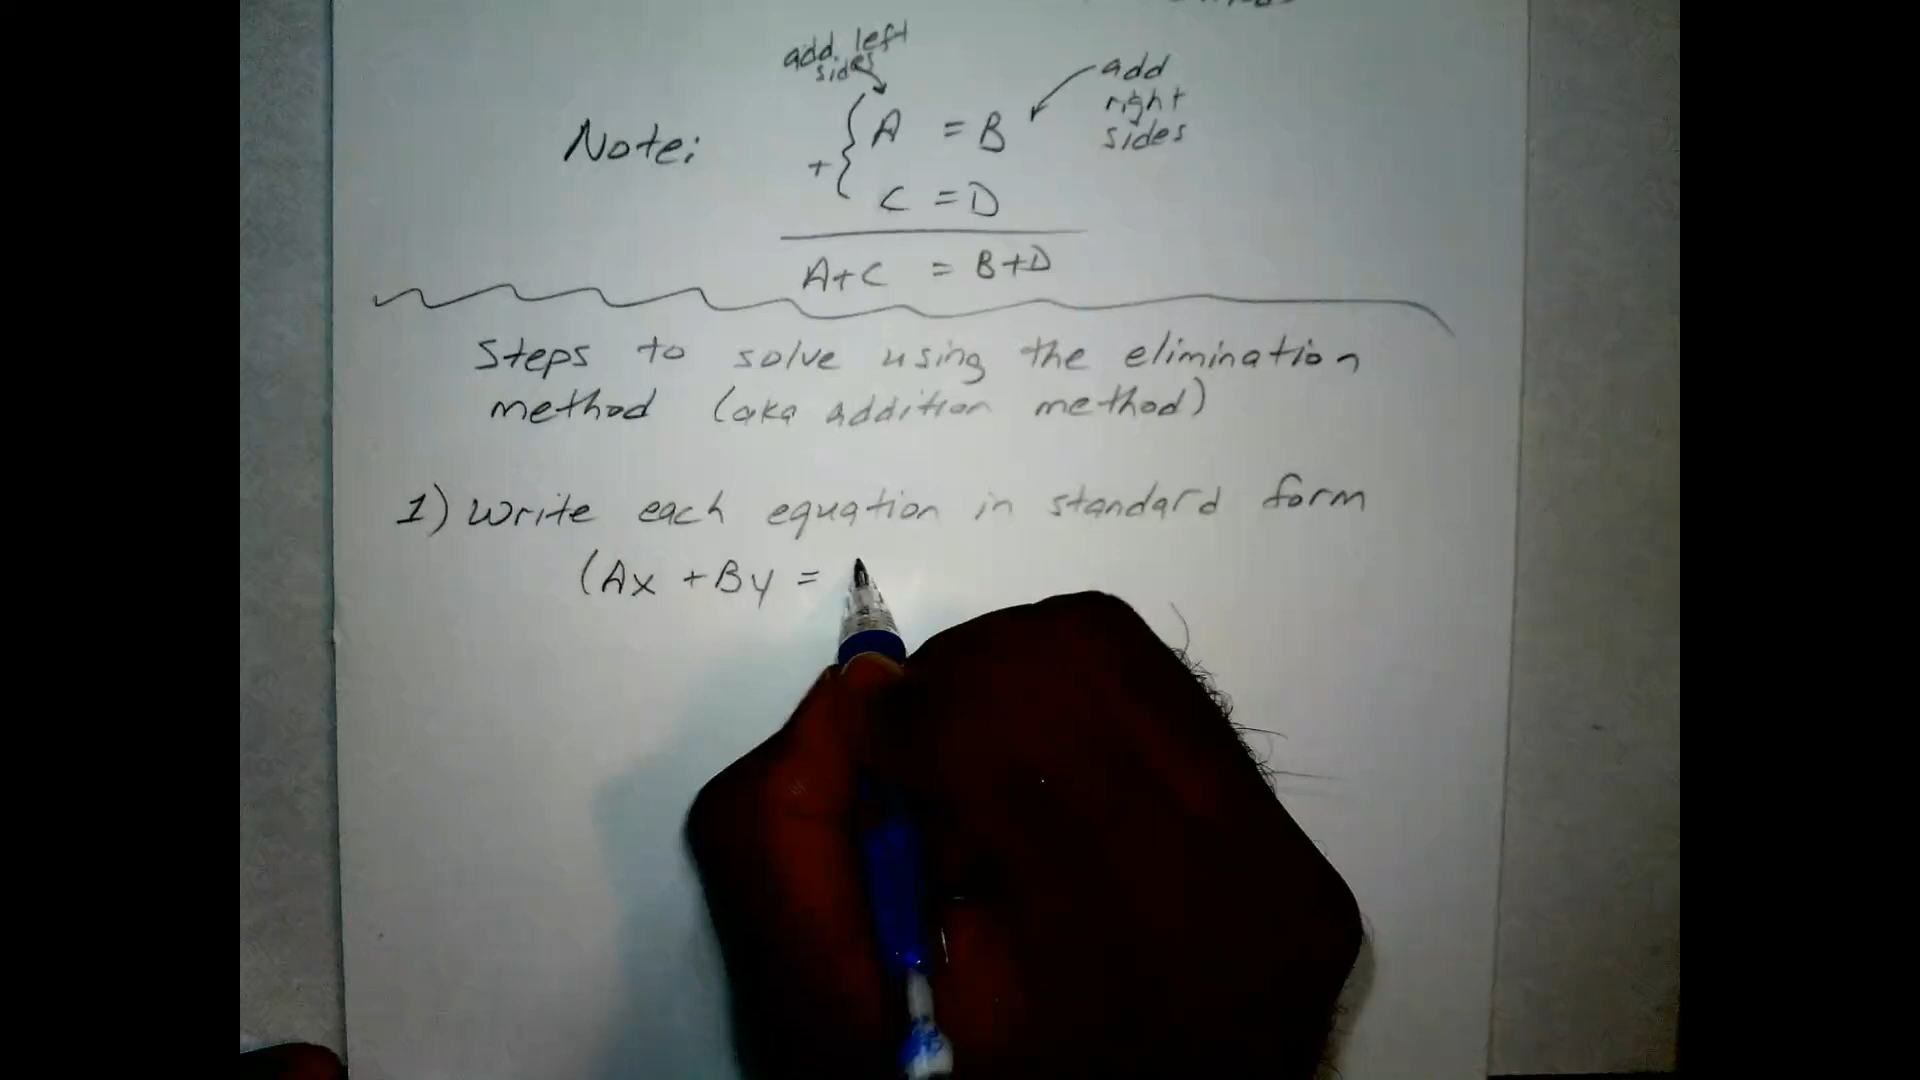 add left
sides
add
right
sides
Note:
A = B
+
C = D
A+C = B+D
Steps to solve using the elimination
method (aka addition method)
1) Write each equation in standard form
(Ax + By =